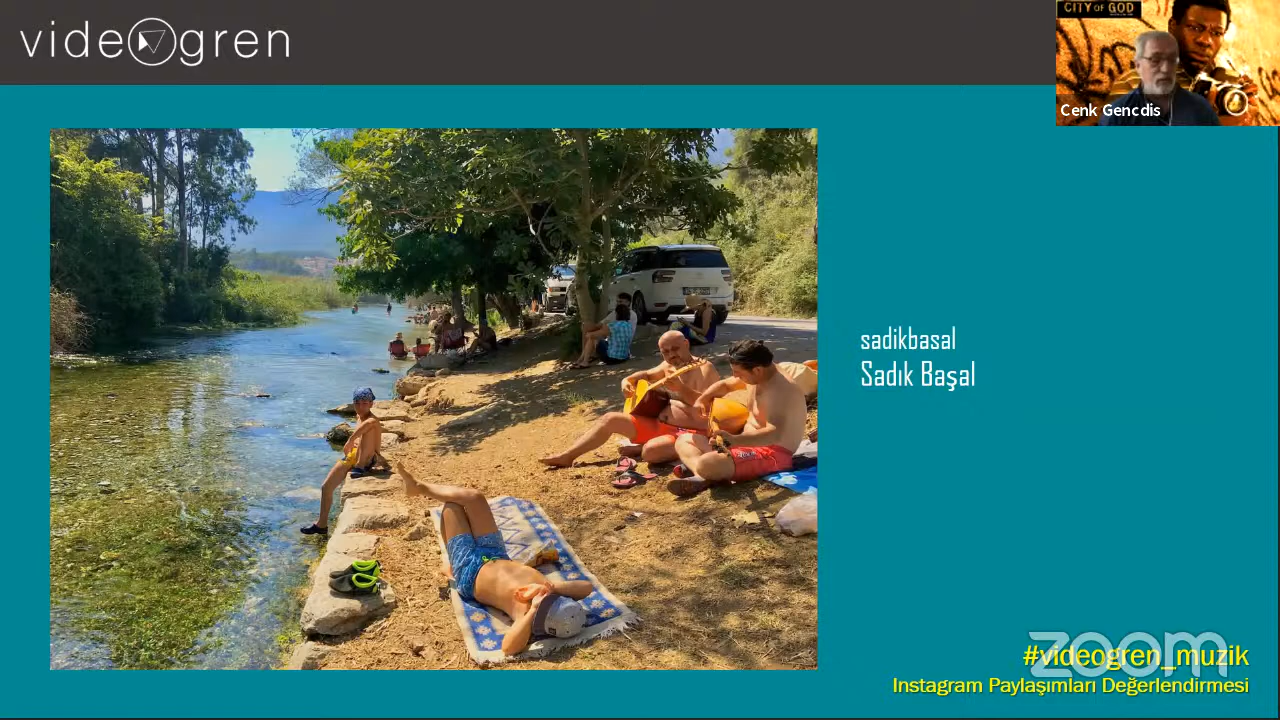 videogren
CITY OF GOD
Cenk Gencdis
sadikbasal
Sadık Başal
zoom
#videogren_muzik
Instagram Paylaşımları Değerlendirmesi